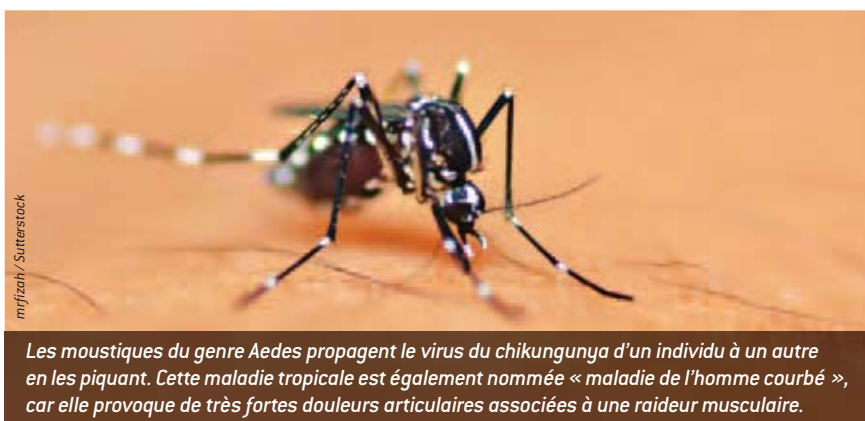 mrfizah / Sutterstock
Les moustiques du genre Aedes propagent le virus du chikungunya d'un individu à un autre
en les piquant. Cette maladie tropicale est également nommée « maladie de l'homme courbé »,
car elle provoque de très fortes douleurs articulaires associées à une raideur musculaire.